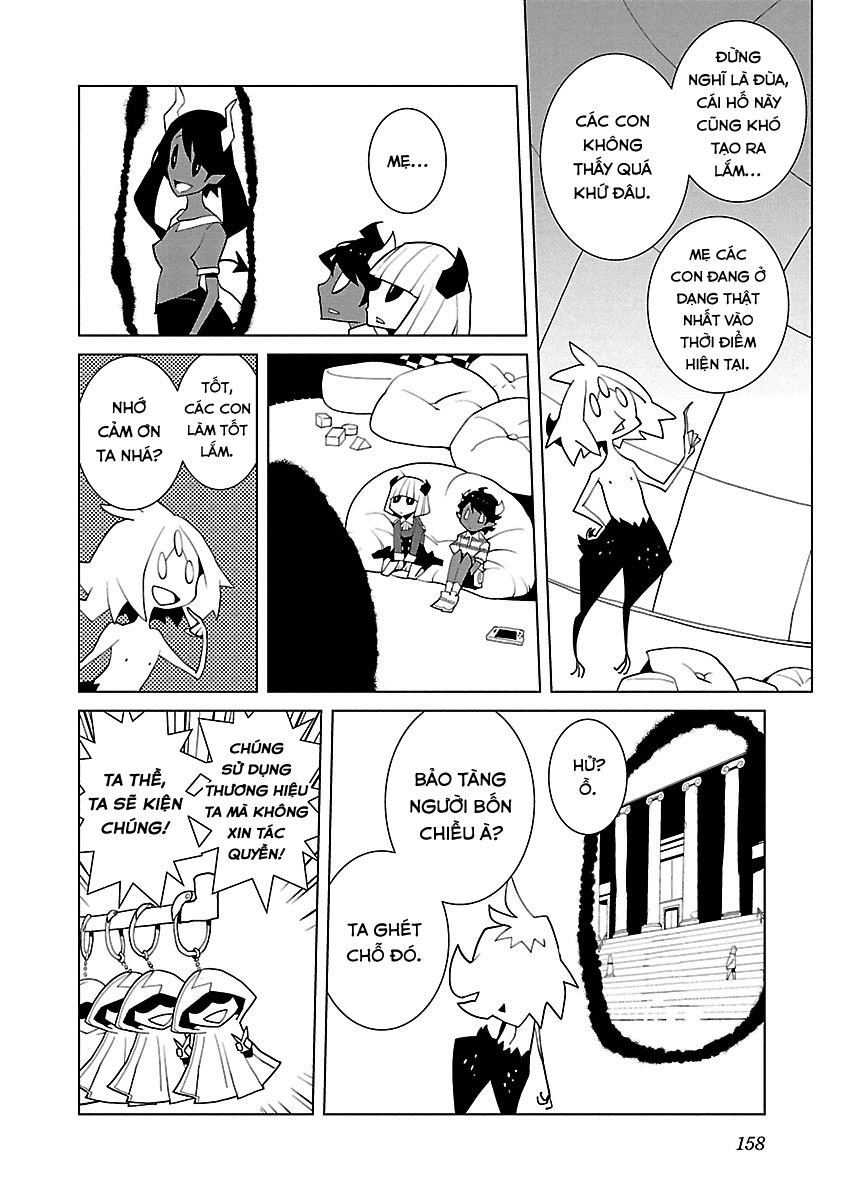 ĐỪNG
NGHĨ LÀ ĐÙA,
CÁI HỐ NÀY
CŨNG KHÓ
TẠO RA
LẮM...
CÁC CON
KHÔNG
THẤY QUÁ
KHỨ ĐÂU.
MẸ CÁC
CON ĐANG Ở
DẠNG THẬT
NHẤT VÀO
THỜI ĐIỂM
HIỆN TẠI.
MẸ...
TỐT,
CÁC CON
LÀM TỐT
LẮM.
NHỚ
CẢM ƠN
TA NHÁ?
HỬ?
Ồ.
BẢO TÀNG
NGƯỜI BỐN
CHIỀU À?
TA GHÉT
CHỖ ĐÓ.
CHÚNG
SỬ DỤNG
THƯƠNG HIỆU
TA MÀ KHÔNG
XIN TÁC
QUYỀN!
TA THỀ,
TA SẼ KIỆN
CHÚNG!
158